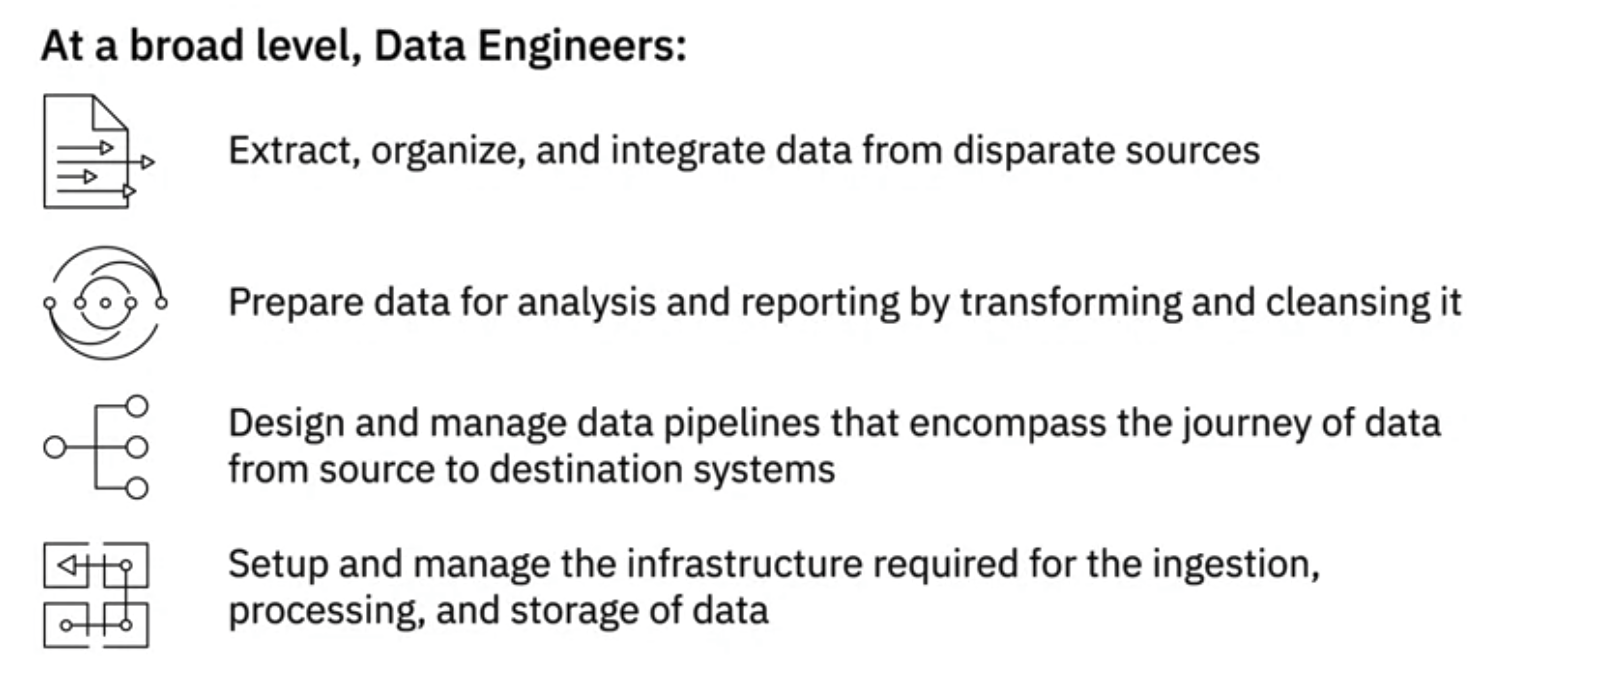 At a broad level, Data Engineers:
Extract, organize, and integrate data from disparate sources
Prepare data for analysis and reporting by transforming and cleansing it
Design and manage data pipelines that encompass the journey of data
from source to destination systems
Setup and manage the infrastructure required for the ingestion,
processing, and storage of data